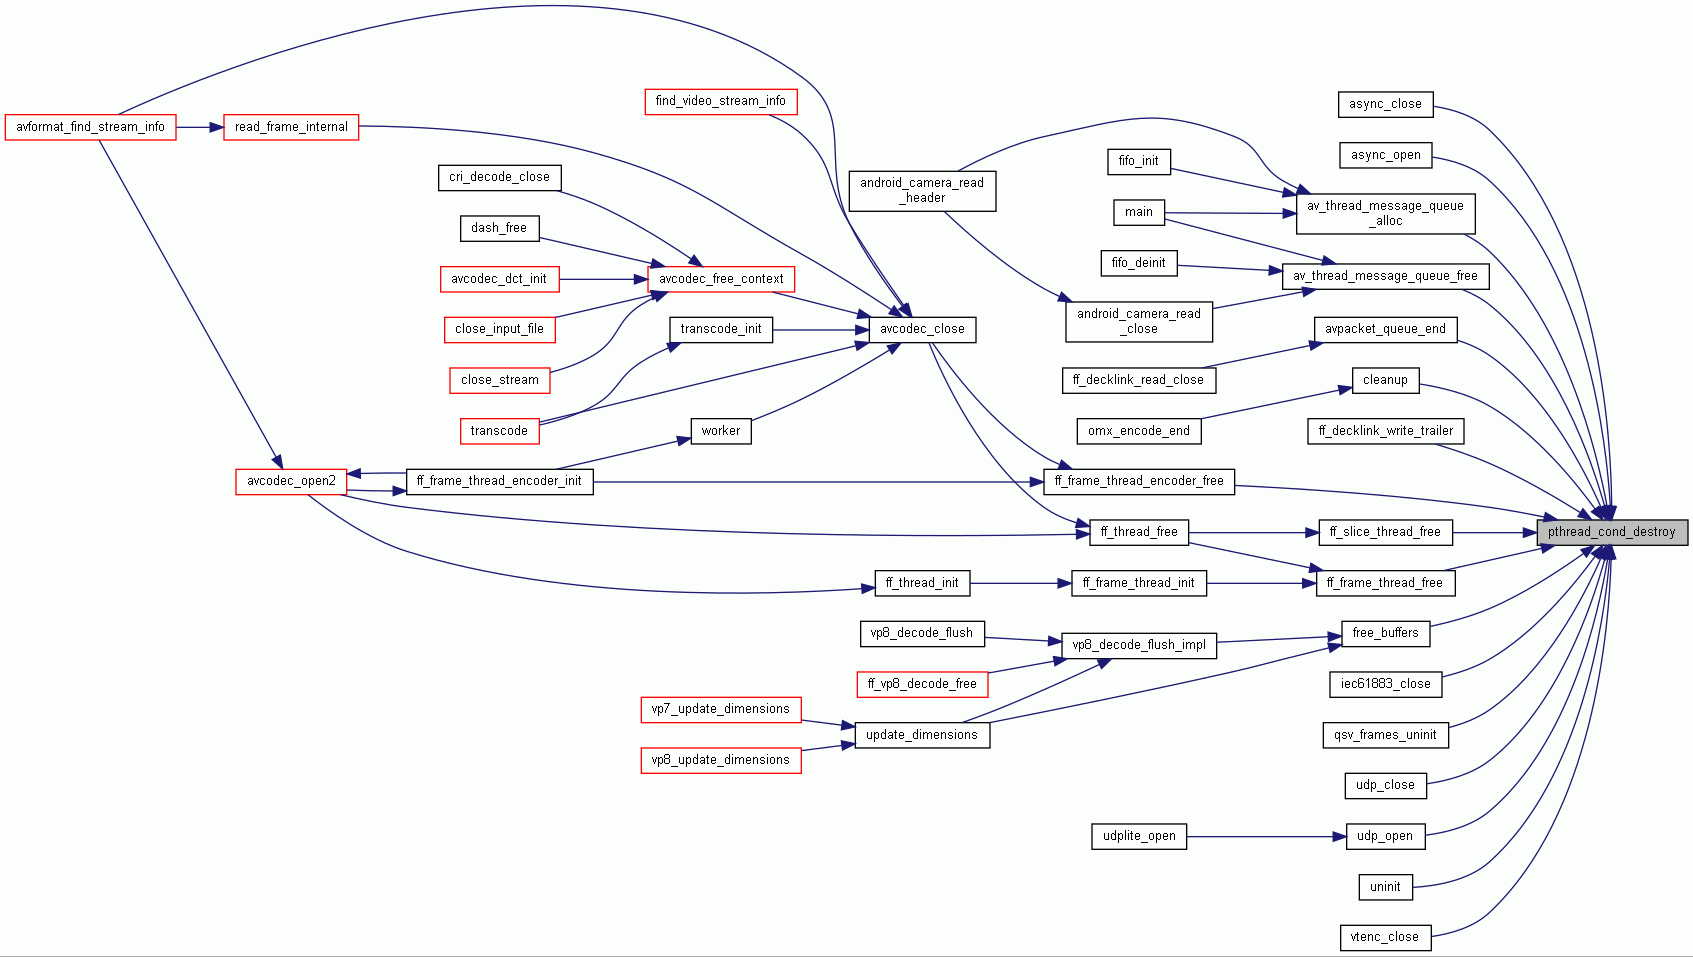 async_close
find_video_stream_info
avformat_find_stream_info
read_frame_internal
async_open
fifo_init
cri_decode_close
android_camera_read
_header
av_thread_message_queue
_alloc
main
dash_free
fifo_deinit
avcodec_dct_init
avcodec_free_context
av_thread_message_queue_free
android_camera_read
_close
close_input_file
transcode_init
avcodec_close
avpacket_queue_end
close_stream
ff_decklink_read_close
cleanup
transcode
worker
omx_encode_end
ff_decklink_write_trailer
avcodec_open2
ff_frame_thread_encoder_init
ff_frame_thread_encoder_free
ff_thread_free
ff_slice_thread_free
pthread_cond_destroy
ff_thread_init
ff_frame_thread_init
ff_frame_thread_free
vp8_decode_flush
vp8_decode_flush_impl
free_buffers
ff_vp8_decode_free
iec61883_close
vp7_update_dimensions
update_dimensions
qsv_frames_uninit
vp8_update_dimensions
udp_close
udplite_open
udp_open
uninit
vtenc_close